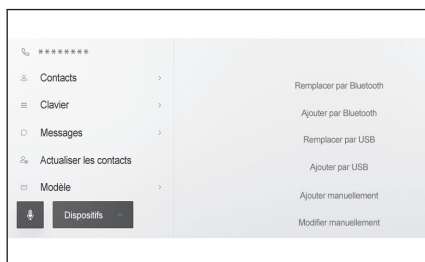 ********
Contacts
Clavier
Messages
Actualiser les contacts
Modèle
Dispositifs
Remplacer par Bluetooth
Ajouter par Bluetooth
Remplacer par USB
Ajouter par USB
Ajouter manuellement
Modifier manuellement